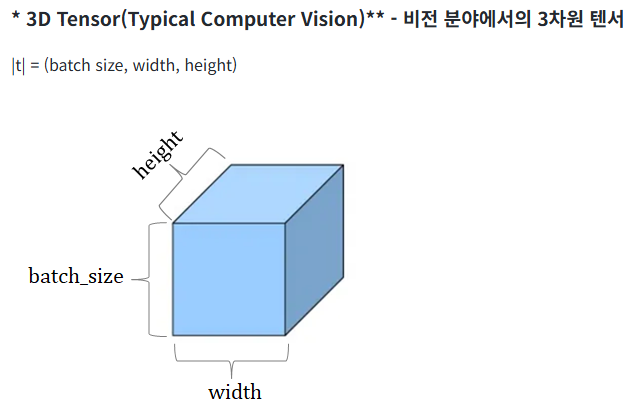 * 3D Tensor(Typical Computer Vision)** - 비전 분야에서의 3차원 텐서
|t| = (batch size, width, height)
height
batch_size
width